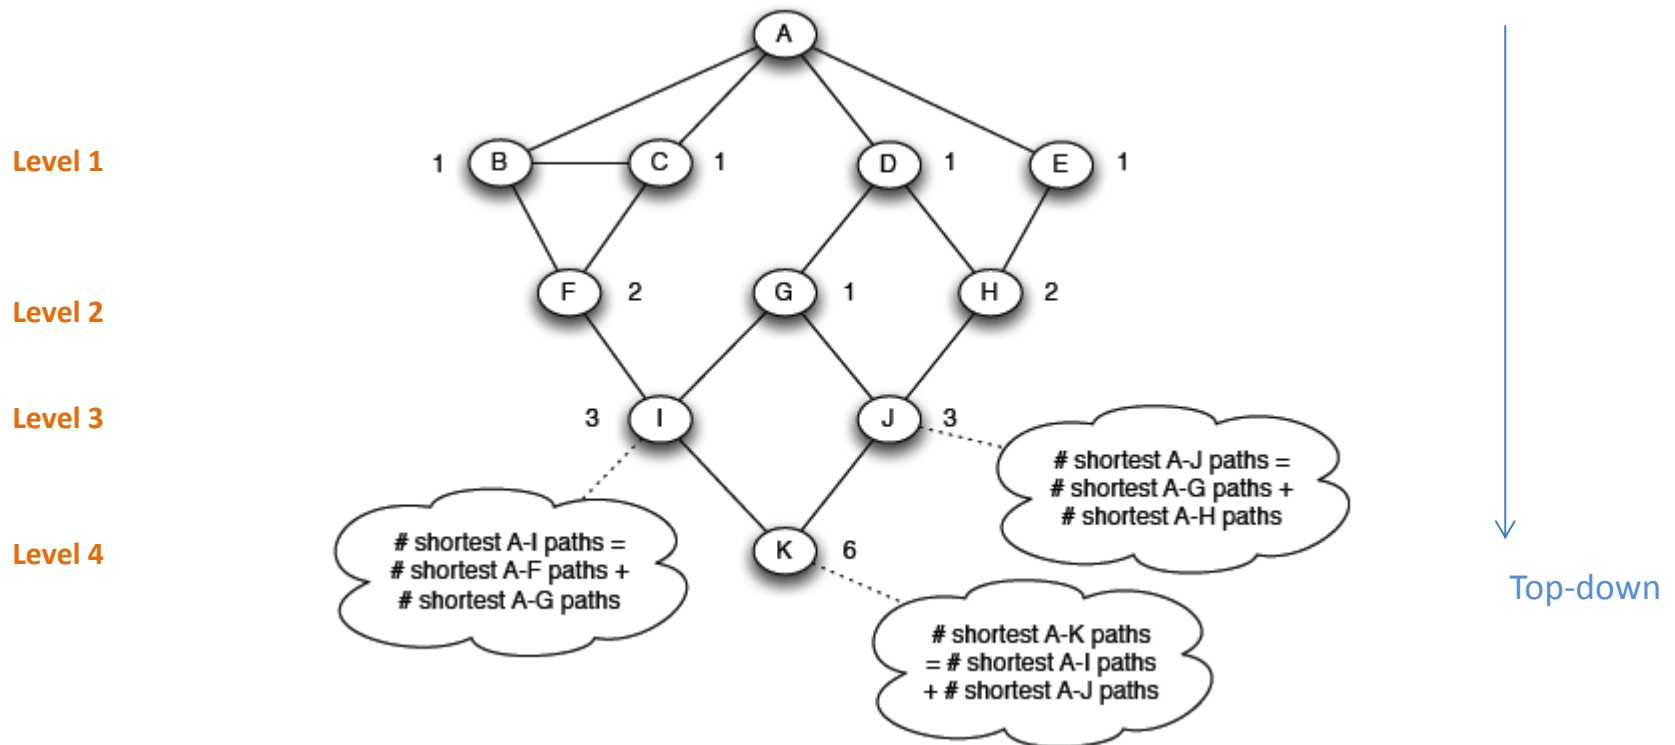 A
Level 1
1 B C 1 D 1 E 1
Level 2
F 2 G 1 H 2
Level 3
3 I J 3
# shortest A-J paths =
# shortest A-G paths +
# shortest A-H paths
Level 4
# shortest A-I paths =
# shortest A-F paths +
# shortest A-G paths
K 6
Top-down
# shortest A-K paths
= # shortest A-I paths
+ # shortest A-J paths